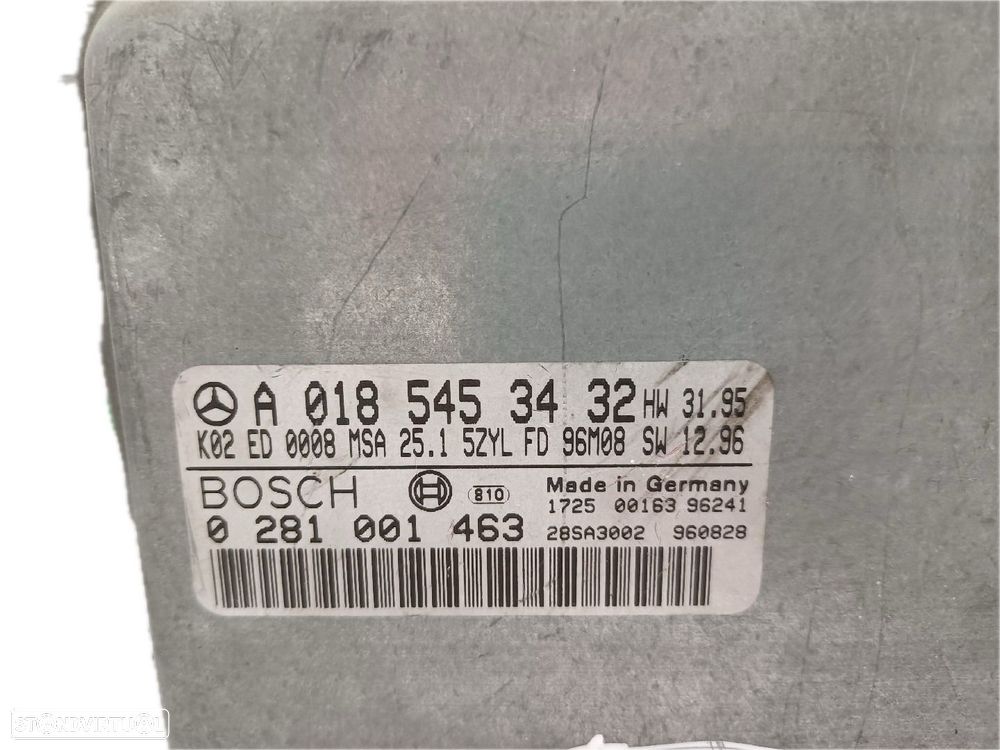 A 018 545 34 32 HW 31.95
K02 ED 0008 MSA 25.1 5ZYL FD 96M08 SW 12.96
BOSCH 810 Made in Germany
1725 00163 96241
0 281 001 463 28SA3002 960828
STANDVIRTUAL